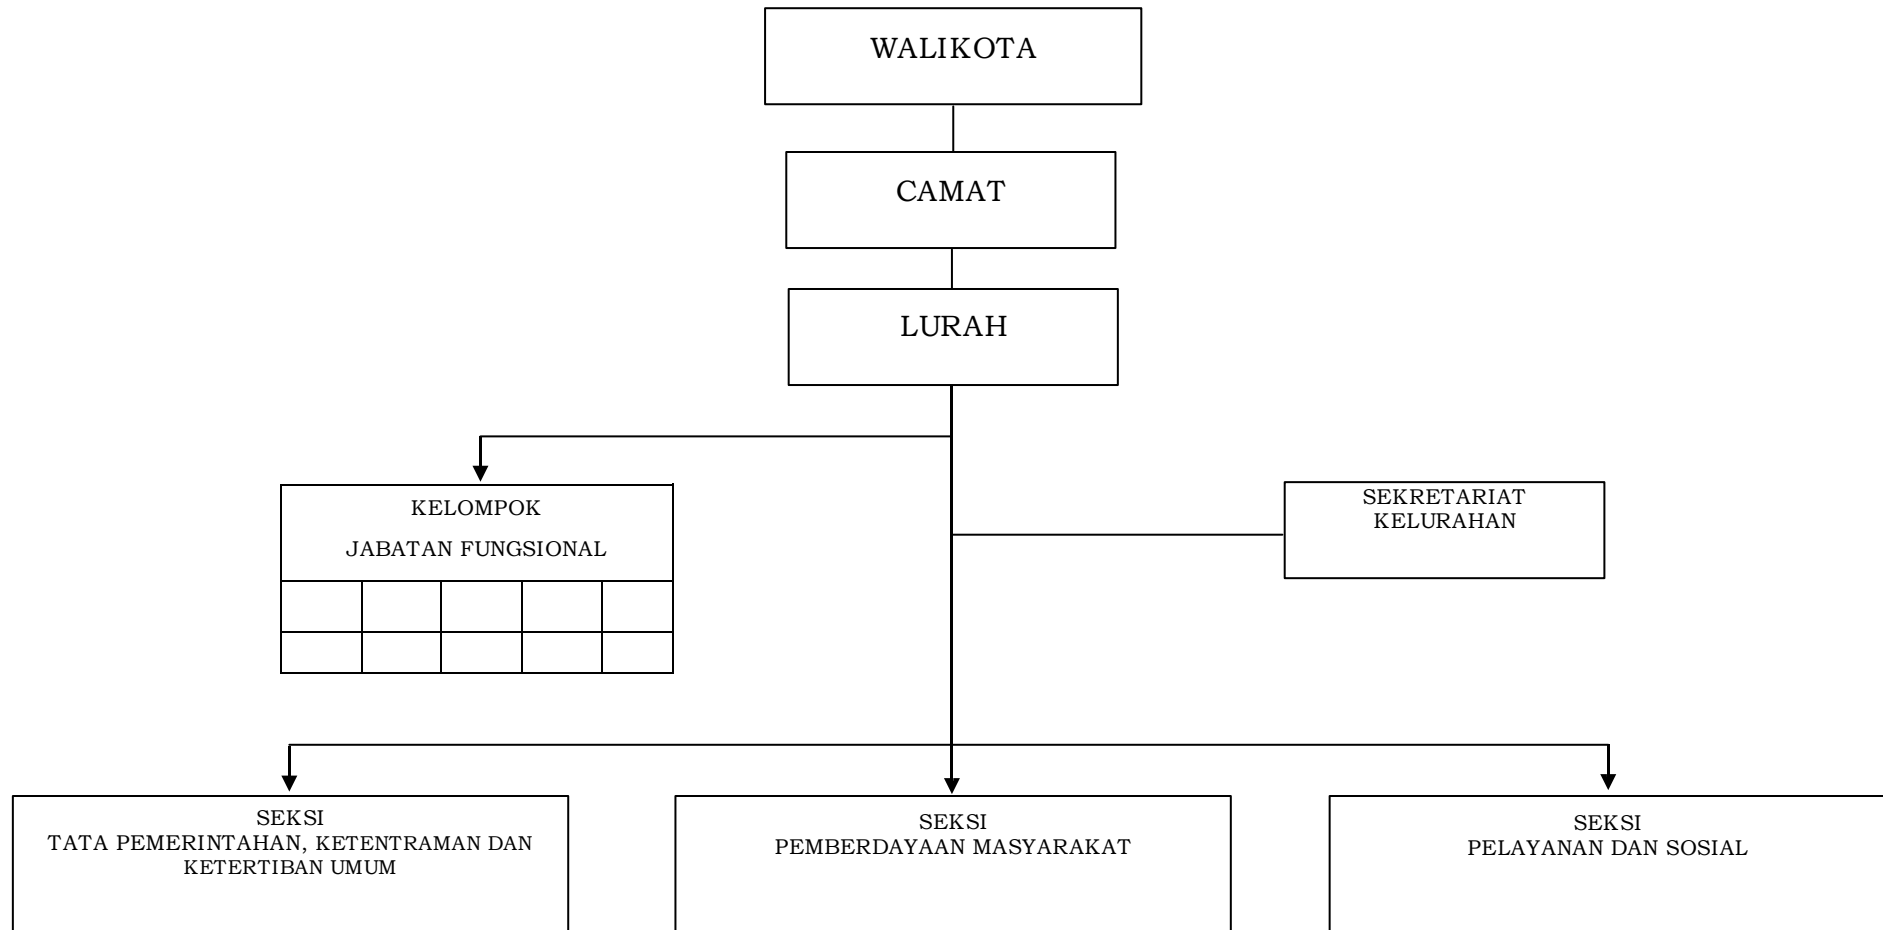 WALIKOTA
CAMAT
LURAH
KELOMPOK
JABATAN FUNGSIONAL
SEKRETARIAT
KELURAHAN
SEKSI
TATA PEMERINTAHAN, KETENTRAMAN DAN
KETERTIBAN UMUM
SEKSI
PEMBERDAYAAN MASYARAKAT
SEKSI
PELAYANAN DAN SOSIAL